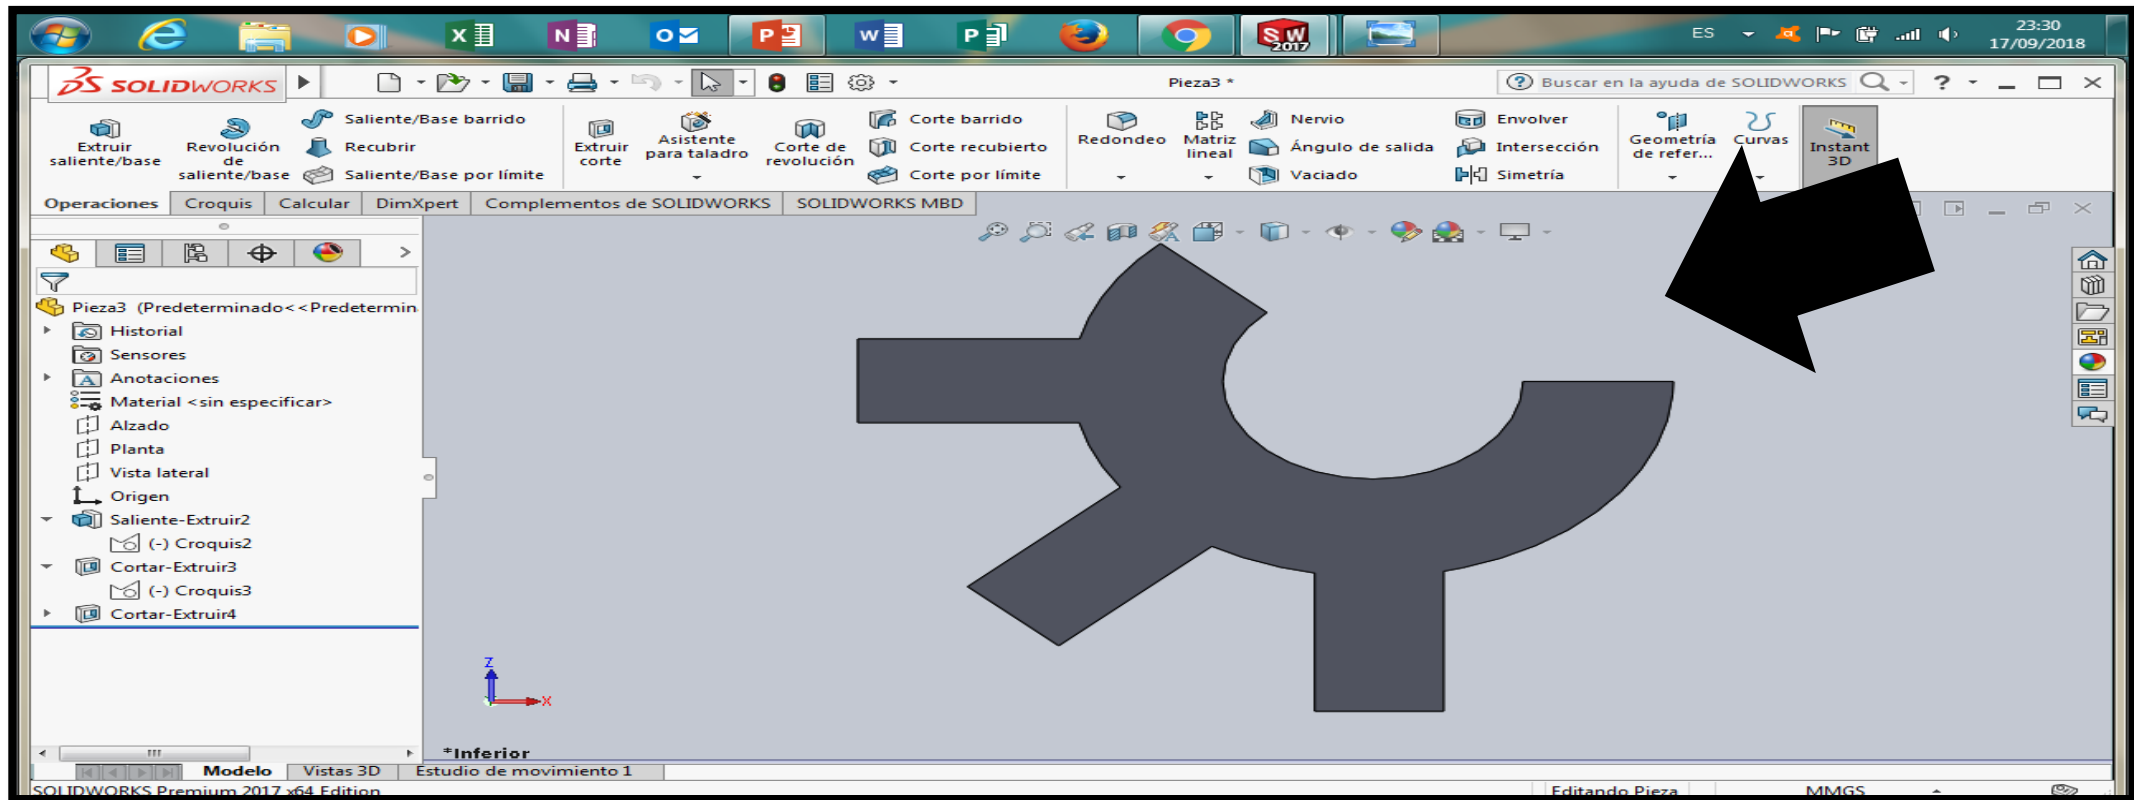 ES
23:30
17/09/2018
SW
2017
SOLIDWORKS
Pieza3 *
Buscar en la ayuda de SOLIDWORKS
?
Extruir
saliente/base
Revolución
de
saliente/base
Saliente/Base barrido
Recubrir
Saliente/Base por límite
Extruir
corte
Asistente
para taladro
Corte de
revolución
Corte barrido
Corte recubierto
Corte por límite
Redondeo
Matriz
lineal
Nervio
Ángulo de salida
Vaciado
Envolver
Intersección
Simetría
Geometría
de refer...
Curvas
Instant
3D
Operaciones Croquis Calcular DimXpert Complementos de SOLIDWORKS SOLIDWORKS MBD
Pieza3 (Predeterminado<<Predetermin
Historial
Sensores
Anotaciones
Material <sin especificar>
Alzado
Planta
Vista lateral
Origen
Saliente-Extruir2
(-) Croquis2
Cortar-Extruir3
(-) Croquis3
Cortar-Extruir4
Z
X
*Inferior
Modelo Vistas 3D Estudio de movimiento 1
SOLIDWORKS Premium 2017 x64 Edition
Editando Pieza
MMGS